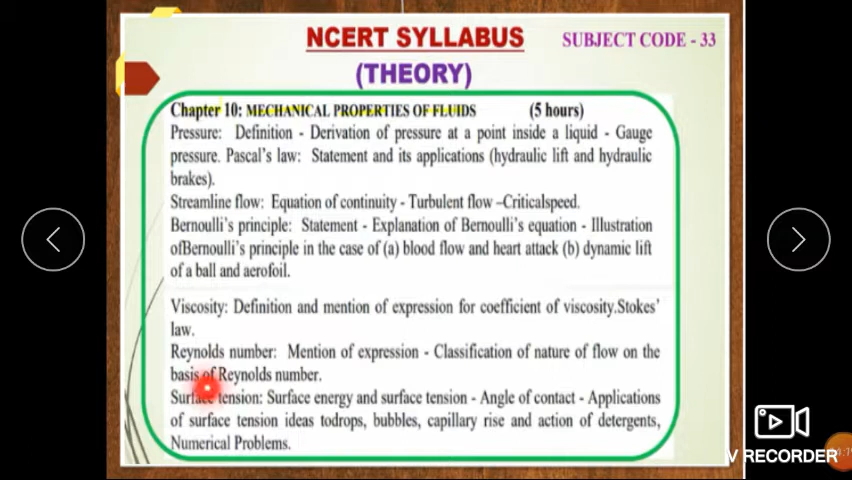 NCERT SYLLABUS
SUBJECT CODE - 33
(THEORY)
Chapter 10: MECHANICAL PROPERTIES OF FLUIDS (5 hours)
Pressure: Definition - Derivation of pressure at a point inside a liquid - Gauge
pressure. Pascal's law: Statement and its applications (hydraulic lift and hydraulic
brakes).
Streamline flow: Equation of continuity - Turbulent flow –Criticalspeed.
Bernoulli's principle: Statement - Explanation of Bernoulli's equation - Illustration
ofBernoulli's principle in the case of (a) blood flow and heart attack (b) dynamic lift
of a ball and aerofoil.
Viscosity: Definition and mention of expression for coefficient of viscosity.Stokes'
law.
Reynolds number: Mention of expression - Classification of nature of flow on the
basis of Reynolds number.
Surface tension: Surface energy and surface tension - Angle of contact - Applications
of surface tension ideas todrops, bubbles, capillary rise and action of detergents,
Numerical Problems.
V RECORDER